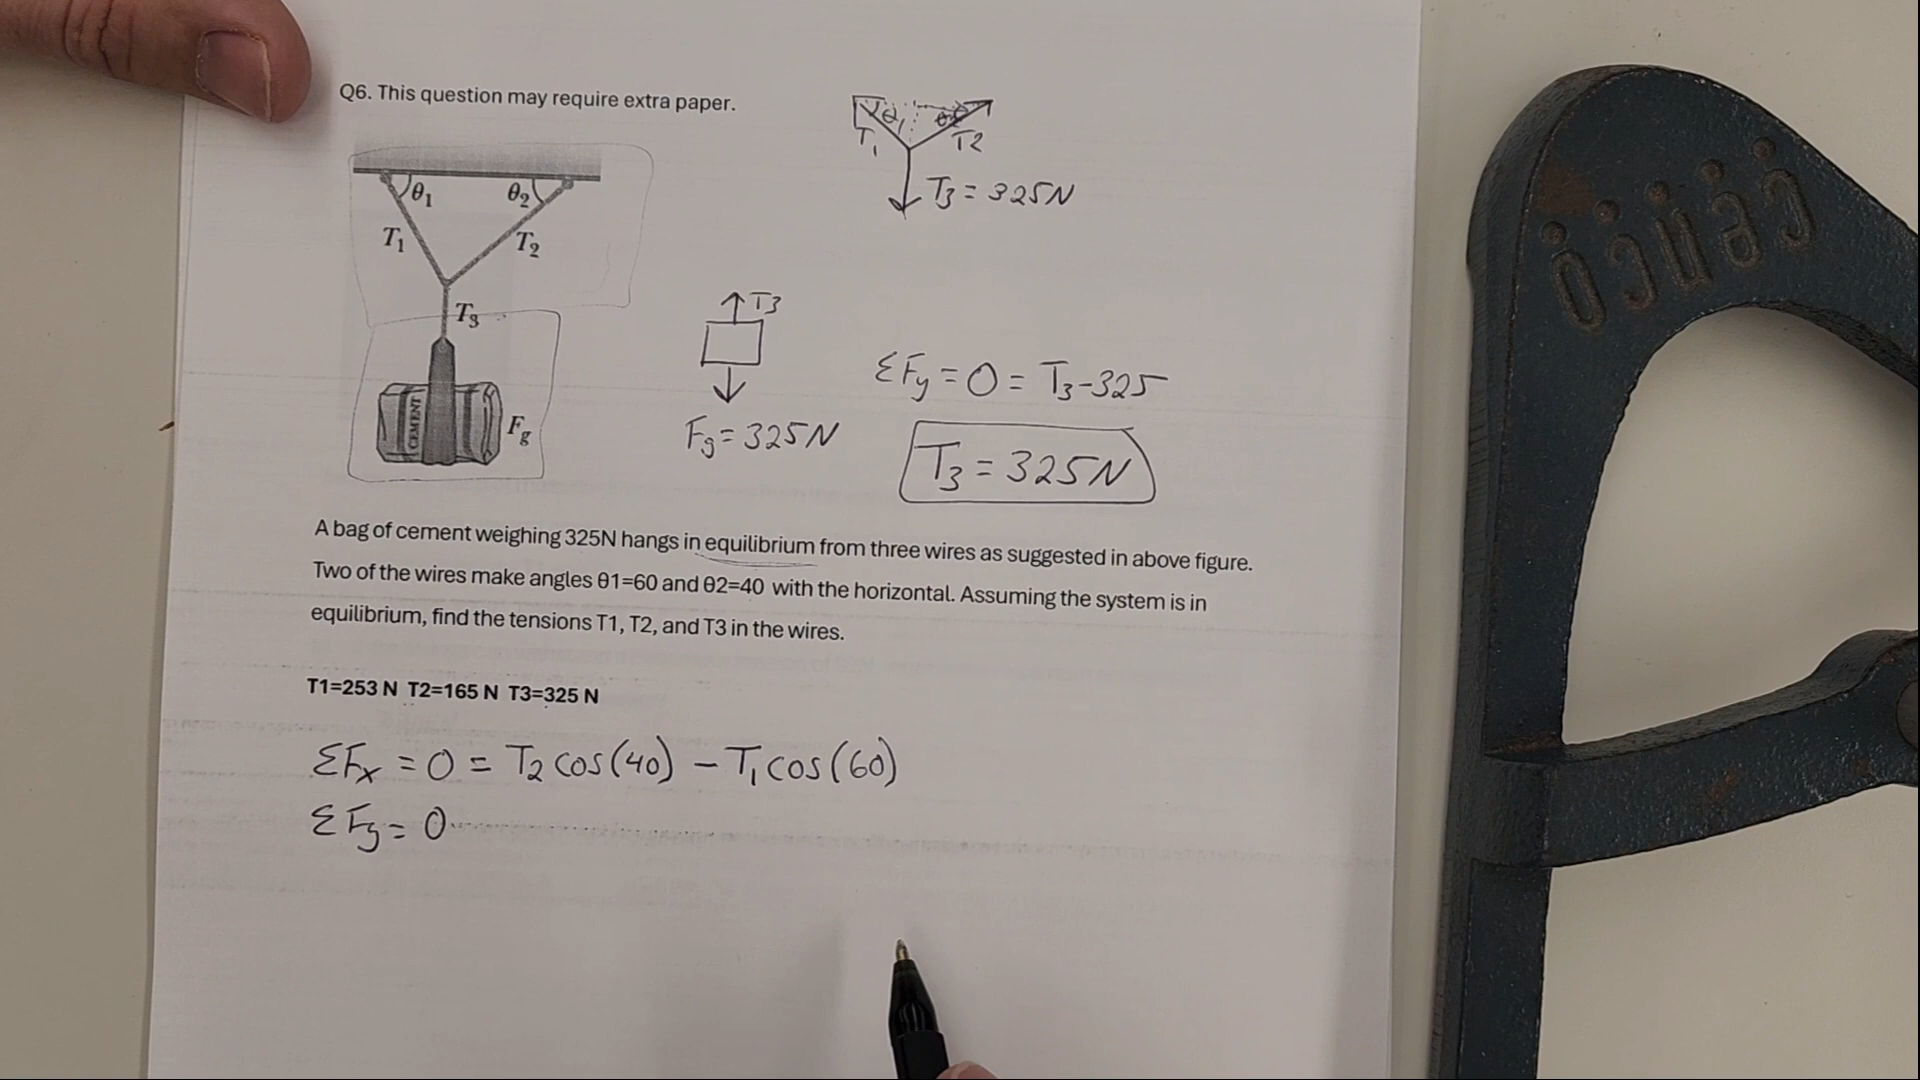 Q6. This question may require extra paper.
θ1 θ2
T1 T2
T3
CEMENT
Fg
θ1
T1 T2
T3 = 325N
T3
Fg = 325N
ΣFy = 0 = T3-325
T3 = 325N
A bag of cement weighing 325N hangs in equilibrium from three wires as suggested in above figure.
Two of the wires make angles θ1=60 and θ2=40 with the horizontal. Assuming the system is in
equilibrium, find the tensions T1, T2, and T3 in the wires.
T1=253 N T2=165 N T3=325 N
ΣFx = 0 = T2 cos(40) - T1 cos(60)
ΣFy = 0